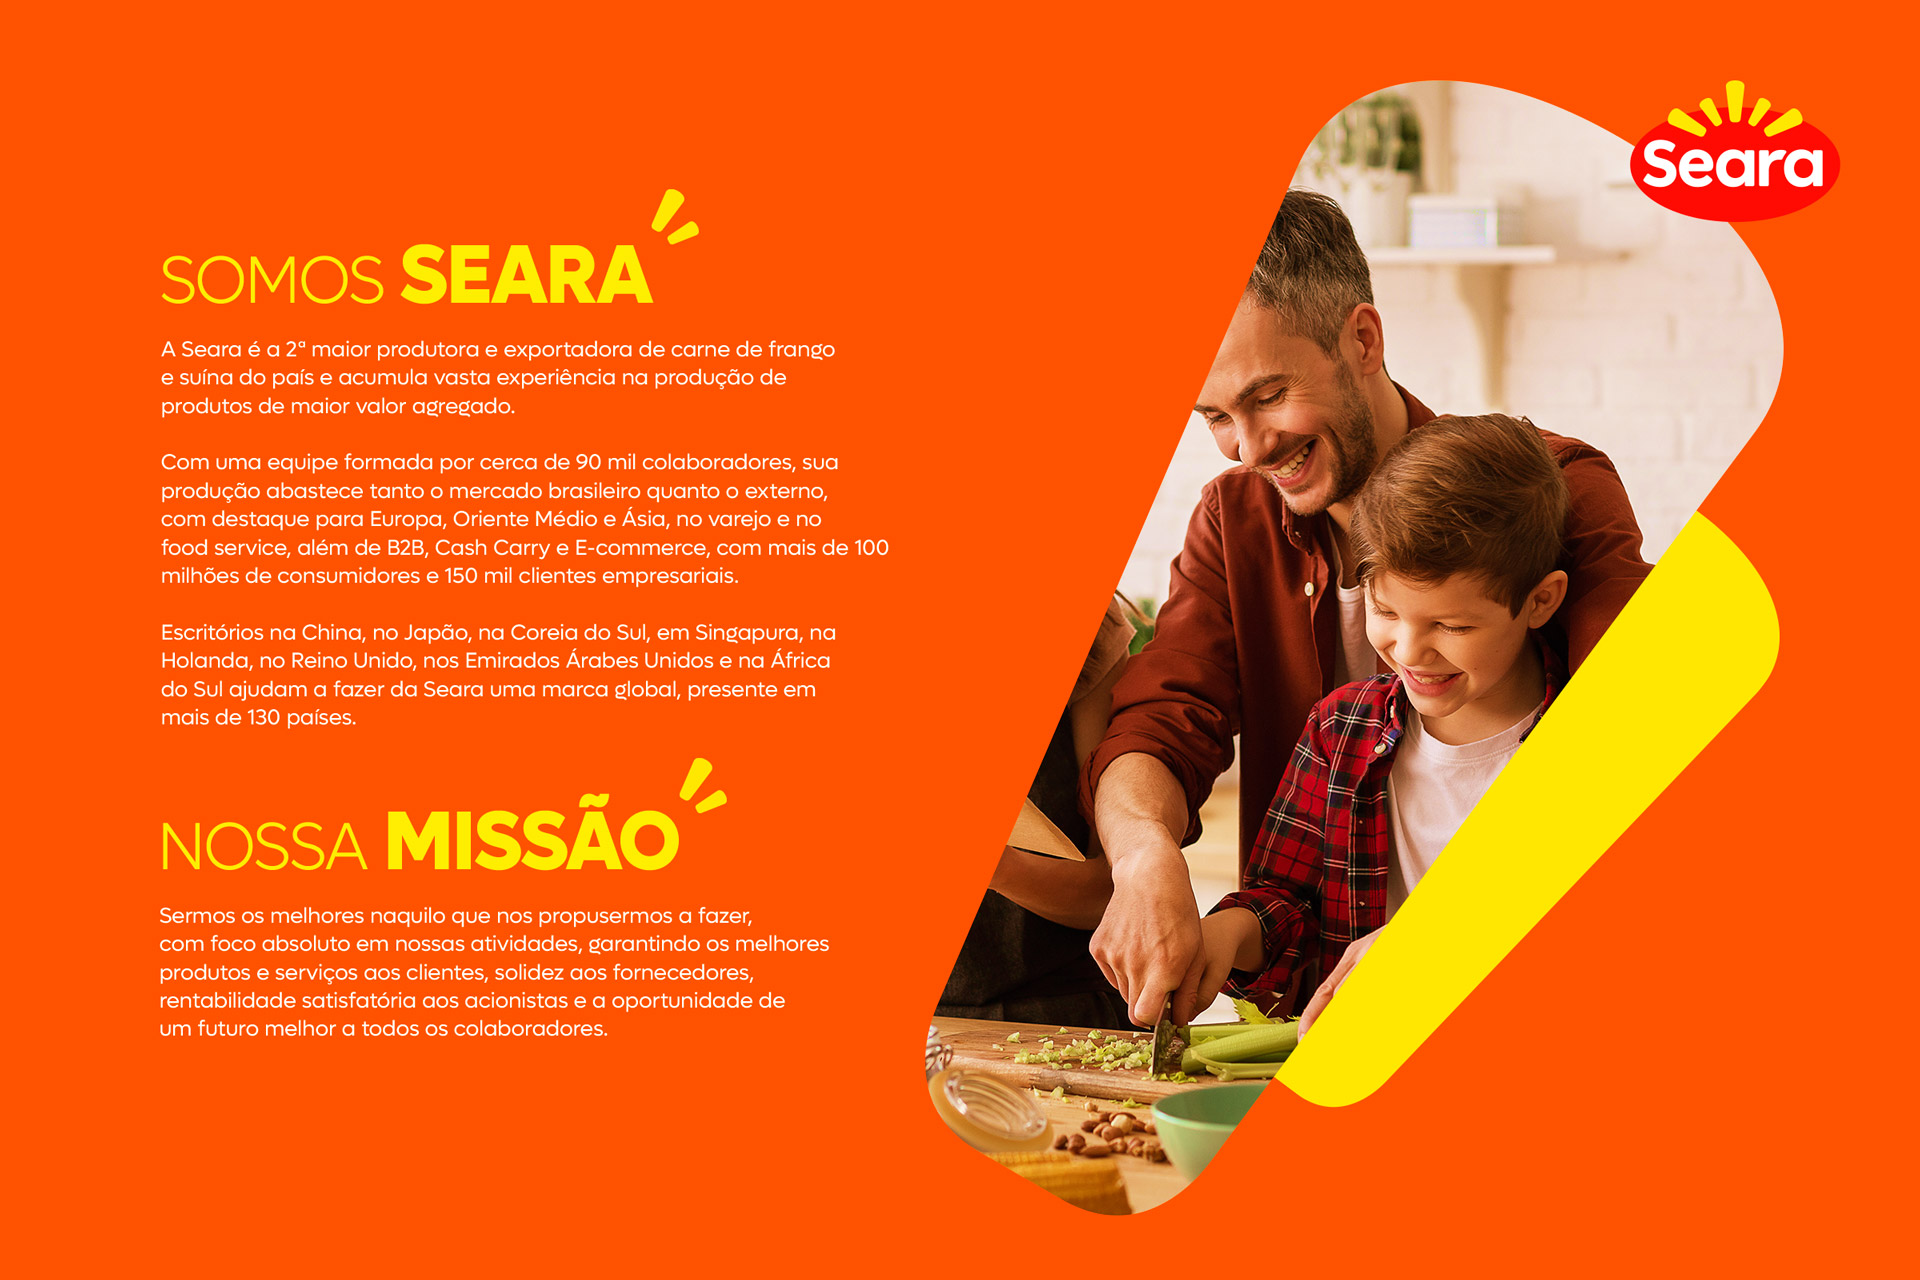 Seara
SOMOS SEARA
A Seara é a 2ª maior produtora e exportadora de carne de frango
e suína do país e acumula vasta experiência na produção de
produtos de maior valor agregado.
Com uma equipe formada por cerca de 90 mil colaboradores, sua
produção abastece tanto o mercado brasileiro quanto o externo,
com destaque para Europa, Oriente Médio e Ásia, no varejo e no
food service, além de B2B, Cash Carry e E-commerce, com mais de 100
milhões de consumidores e 150 mil clientes empresariais.
Escritórios na China, no Japão, na Coreia do Sul, em Singapura, na
Holanda, no Reino Unido, nos Emirados Árabes Unidos e na África
do Sul ajudam a fazer da Seara uma marca global, presente em
mais de 130 países.
NOSSA MISSÃO
Sermos os melhores naquilo que nos propusermos a fazer,
com foco absoluto em nossas atividades, garantindo os melhores
produtos e serviços aos clientes, solidez aos fornecedores,
rentabilidade satisfatória aos acionistas e a oportunidade de
um futuro melhor a todos os colaboradores.